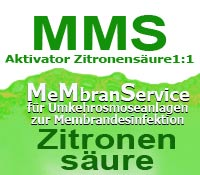 MMS
Aktivator Zitronensäure1:1
MeMbranService
für Umkehrosmoseanlagen
zur Membrandesinfektion
Zitronen
säure